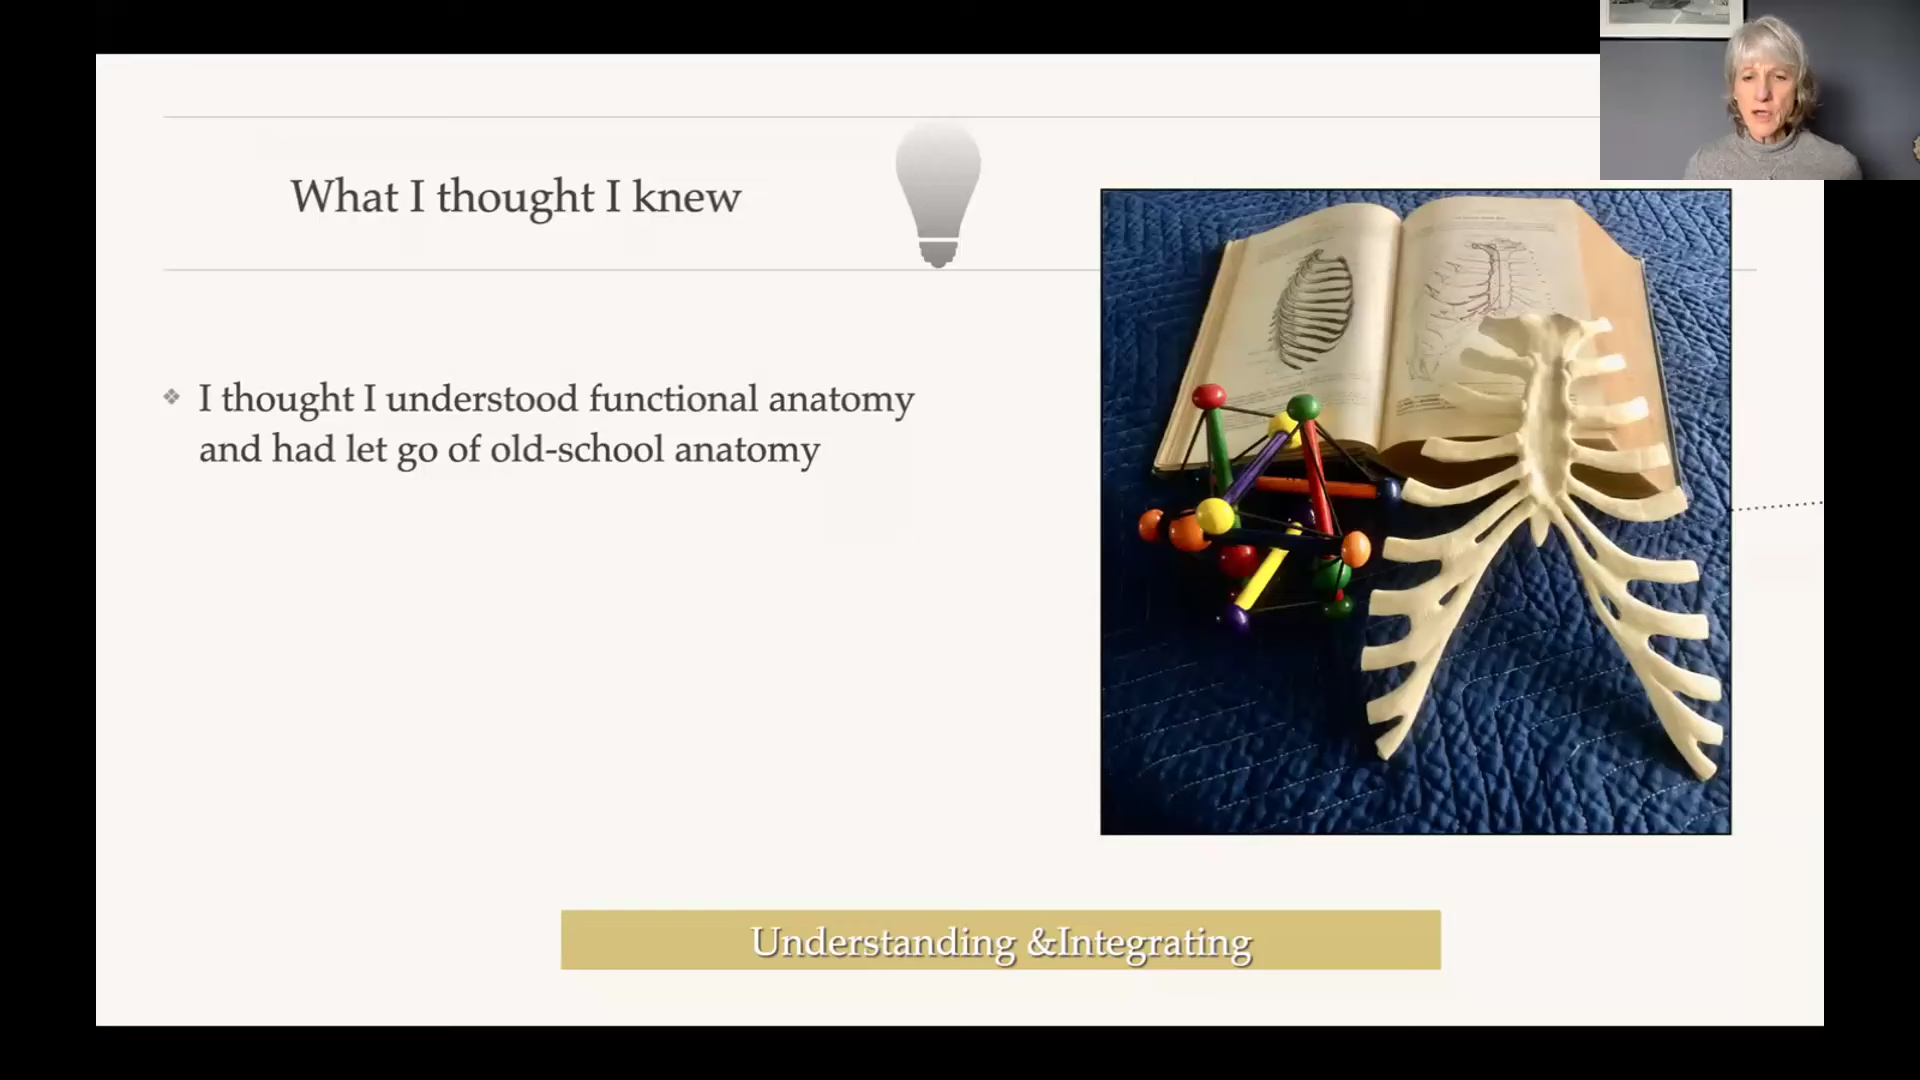 What I thought I knew
I thought I understood functional anatomy
and had let go of old-school anatomy
Understanding &Integrating